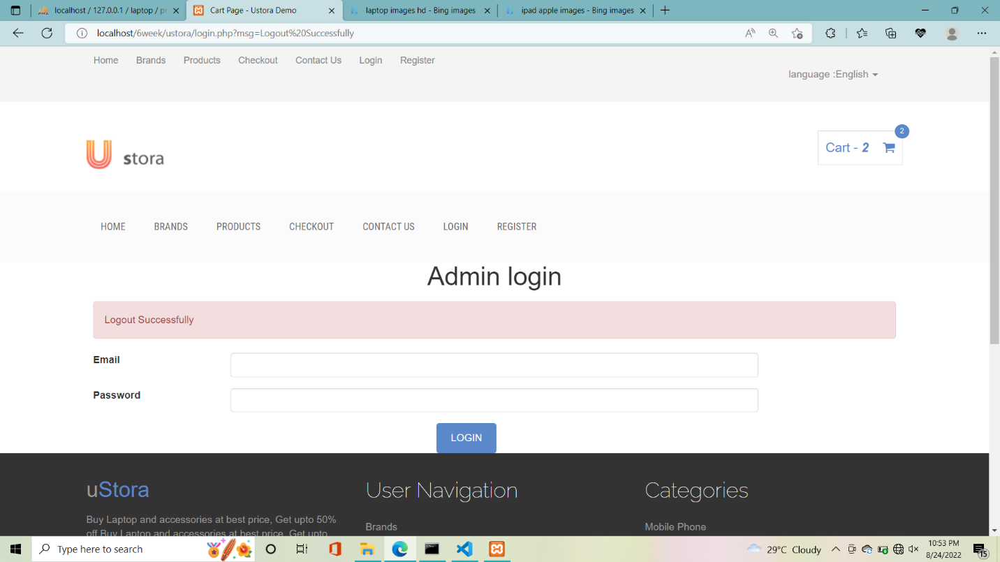 localhost / 127.0.0.1 / laptop / pr
Cart Page - Ustora Demo
laptop images hd - Bing images
ipad apple images - Bing images
localhost/6week/ustora/login.php?msg=Logout%20Successfully
Home Brands Products Checkout Contact Us Login Register
language :English
2
Cart - 2
U stora
HOME BRANDS PRODUCTS CHECKOUT CONTACT US LOGIN REGISTER
Admin login
Logout Successfully
Email
Password
LOGIN
uStora User Navigation Categories
Buy Laptop and accessories at best price, Get upto 50%
off Buy Laptop and accessories at best price, Get upto
Brands
Mobile Phone
Type here to search
29°C Cloudy
10:53 PM
8/24/2022
15